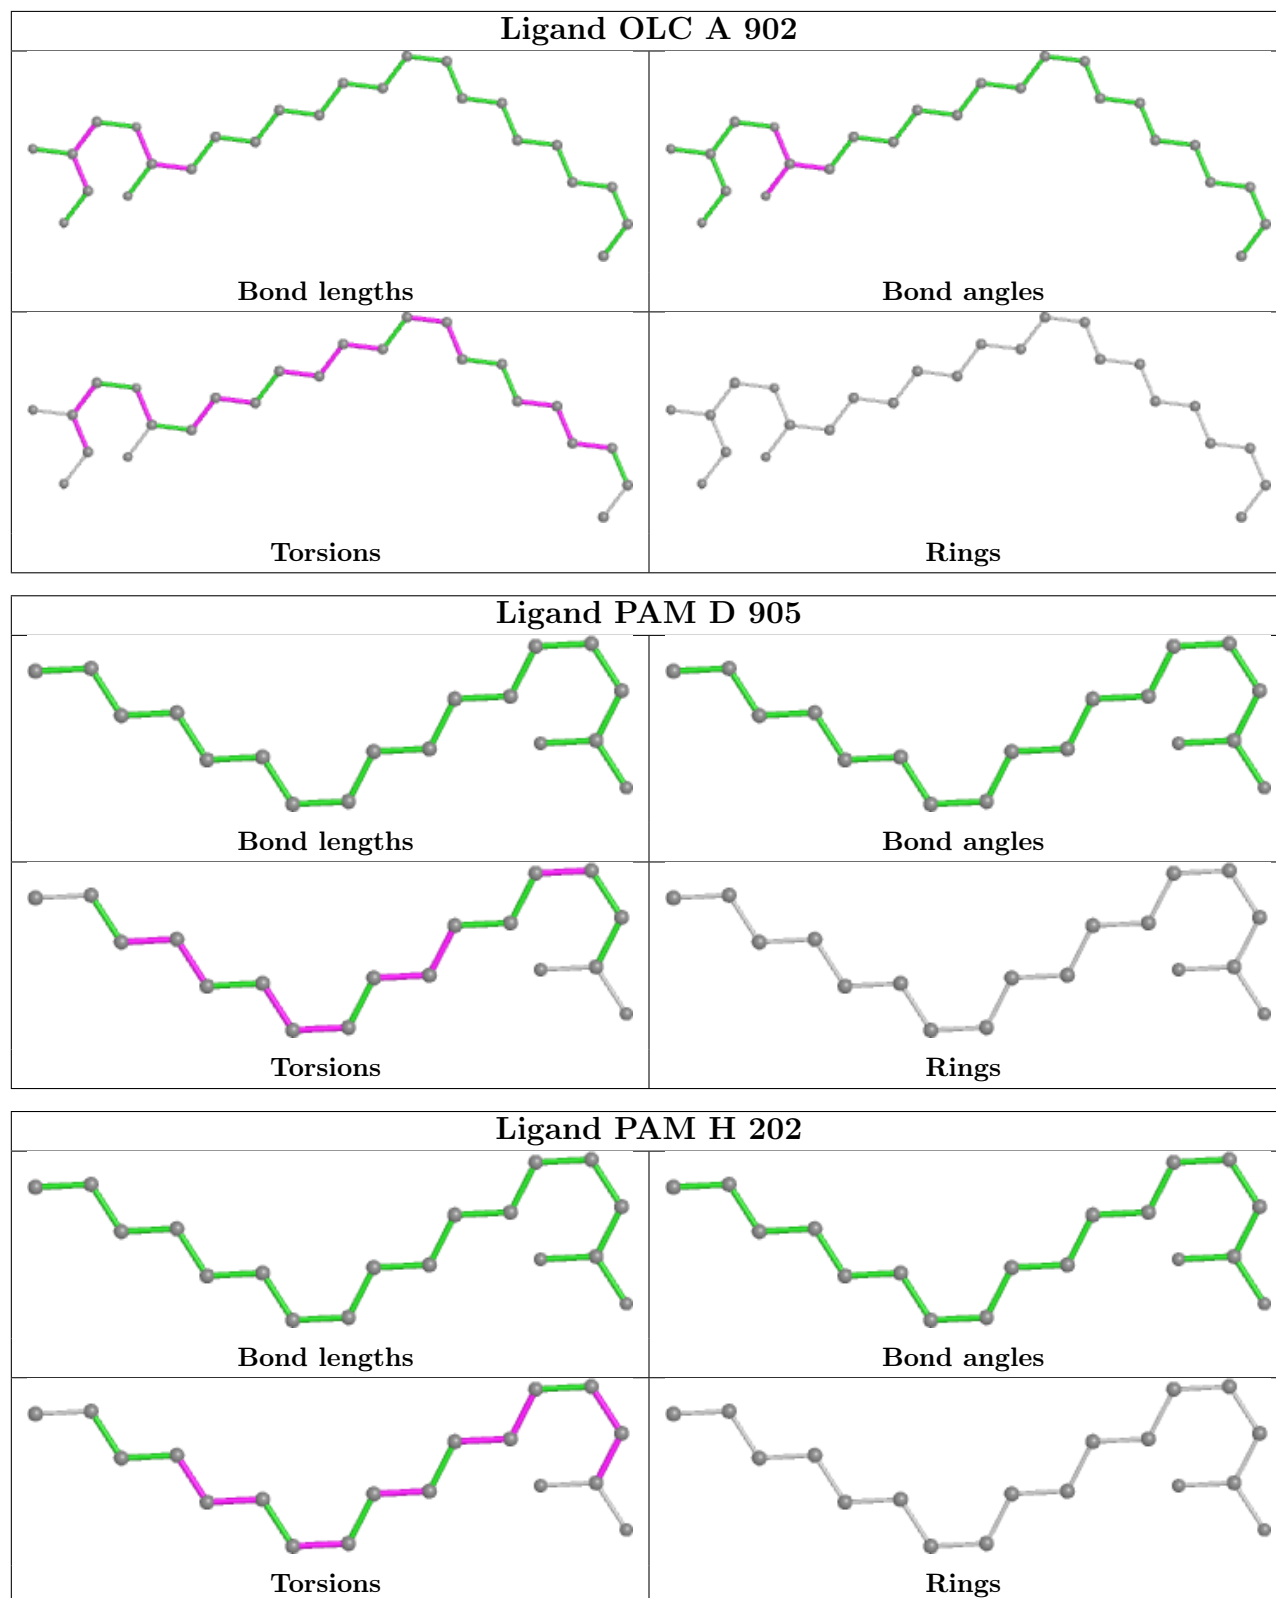 Ligand OLC A 902
Bond lengths
Bond angles
Torsions
Rings
Ligand PAM D 905
Bond lengths
Bond angles
Torsions
Rings
Ligand PAM H 202
Bond lengths
Bond angles
Torsions
Rings